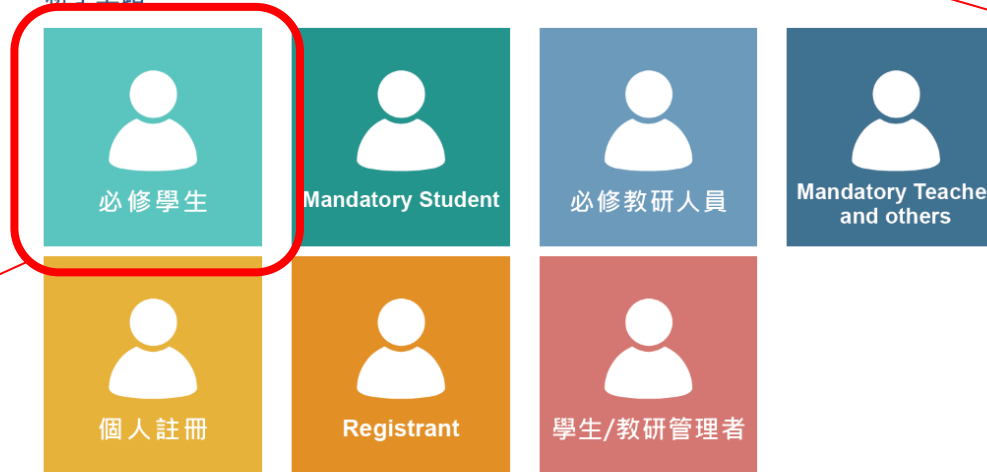 必修學生
Mandatory Student
必修教研人員
Mandatory Teache
and others
個人註冊
Registrant
學生/教研管理者